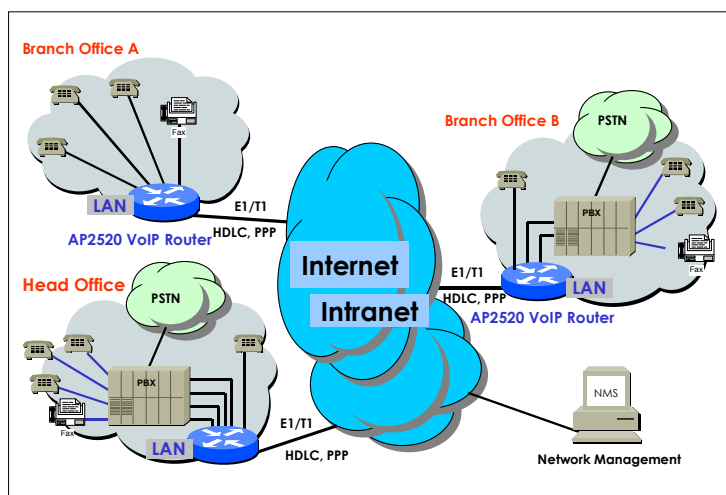 Branch Office A
Fax
LAN
E1/T1
HDLC, PPP
AP2520 VoIP Router
Branch Office B
PSTN
PBX
Fax
E1/T1
HDLC, PPP
LAN
AP2520 VoIP Router
Internet
Intranet
Head Office
PSTN
PBX
Fax
LAN
E1/T1
HDLC, PPP
NMS
Network Management